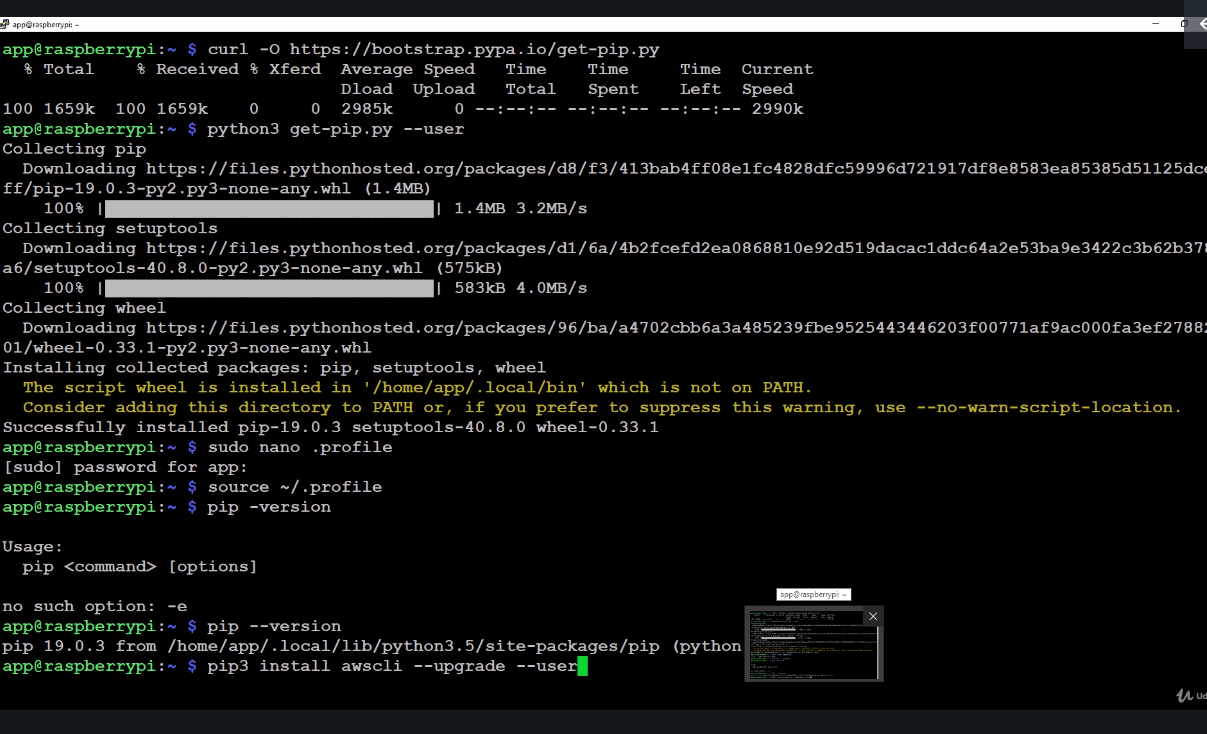 app@raspberrypi: ~
app@raspberrypi:~ $ curl -O https://bootstrap.pypa.io/get-pip.py
% Total % Received % Xferd Average Speed Time Time Time Current
Dload Upload Total Spent Left Speed
100 1659k 100 1659k 0 0 2985k 0 --:--:-- --:--:-- --:--:-- 2990k
app@raspberrypi:~ $ python3 get-pip.py --user
Collecting pip
Downloading https://files.pythonhosted.org/packages/d8/f3/413bab4ff08e1fc4828dfc59996d721917df8e8583ea85385d51125dce
ff/pip-19.0.3-py2.py3-none-any.whl (1.4MB)
100% || 1.4MB 3.2MB/s
Collecting setuptools
Downloading https://files.pythonhosted.org/packages/d1/6a/4b2fcefd2ea0868810e92d519dacac1ddc64a2e53ba9e3422c3b62b378
a6/setuptools-40.8.0-py2.py3-none-any.whl (575kB)
100% || 583kB 4.0MB/s
Collecting wheel
Downloading https://files.pythonhosted.org/packages/96/ba/a4702cbb6a3a485239fbe9525443446203f00771af9ac000fa3ef27882
01/wheel-0.33.1-py2.py3-none-any.whl
Installing collected packages: pip, setuptools, wheel
The script wheel is installed in '/home/app/.local/bin' which is not on PATH.
Consider adding this directory to PATH or, if you prefer to suppress this warning, use --no-warn-script-location.
Successfully installed pip-19.0.3 setuptools-40.8.0 wheel-0.33.1
app@raspberrypi:~ $ sudo nano .profile
[sudo] password for app:
app@raspberrypi:~ $ source ~/.profile
app@raspberrypi:~ $ pip -version
Usage:
pip <command> [options]
no such option: -e
app@raspberrypi:~ $ pip --version
pip 19.0.3 from /home/app/.local/lib/python3.5/site-packages/pip (python
app@raspberrypi:~ $ pip3 install awscli --upgrade --user
app@raspberrypi: ~
Ud